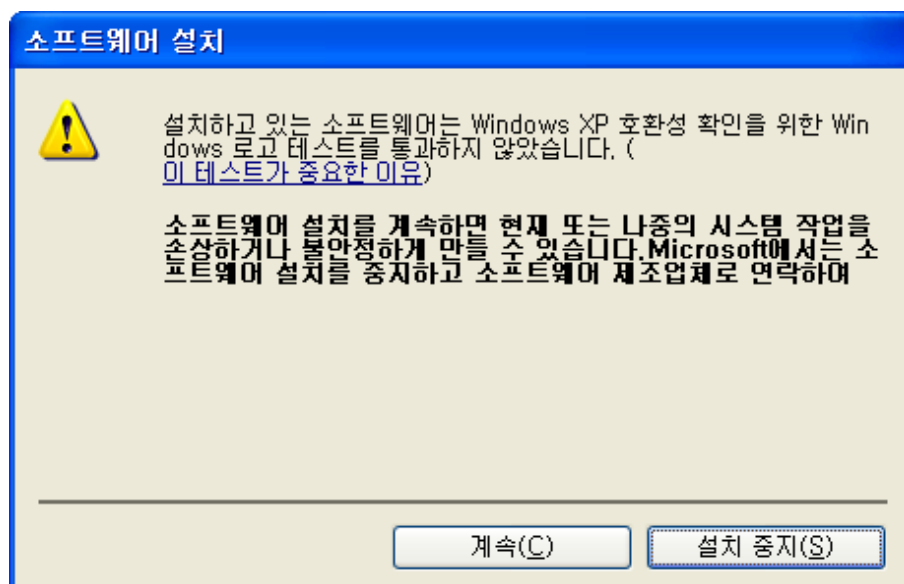 소프트웨어 설치
설치하고 있는 소프트웨어는 Windows XP 호환성 확인을 위한 Win
dows 로고 테스트를 통과하지 않았습니다. (
이 테스트가 중요한 이유)
소프트웨어 설치를 계속하면 현재 또는 나중의 시스템 작업을
손상하거나 불안정하게 만들 수 있습니다.Microsoft에서는 소
프트웨어 설치를 중지하고 소프트웨어 제조업체로 연락하여
계속(C) 설치 중지(S)